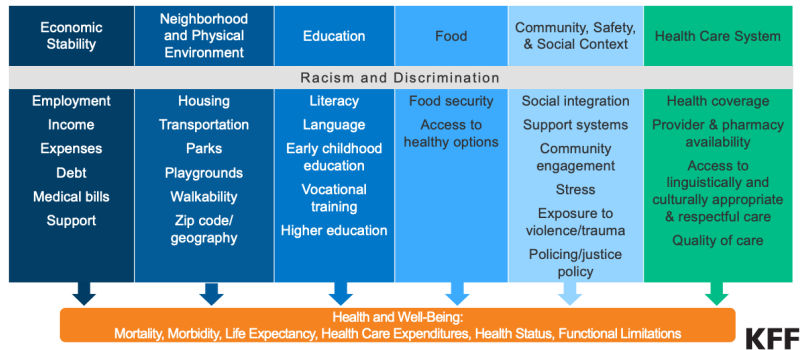 Economic
Stability
Neighborhood
and Physical
Environment
Education
Food
Community, Safety,
& Social Context
Health Care System
Racism and Discrimination
Employment
Income
Expenses
Debt
Medical bills
Support
Housing
Transportation
Parks
Playgrounds
Walkability
Zip code/
geography
Literacy
Language
Early childhood
education
Vocational
training
Higher education
Food security
Access to
healthy options
Social integration
Support systems
Community
engagement
Stress
Exposure to
violence/trauma
Policing/justice
policy
Health coverage
Provider & pharmacy
availability
Access to
linguistically and
culturally appropriate
& respectful care
Quality of care
Health and Well-Being:
Mortality, Morbidity, Life Expectancy, Health Care Expenditures, Health Status, Functional Limitations
KFF